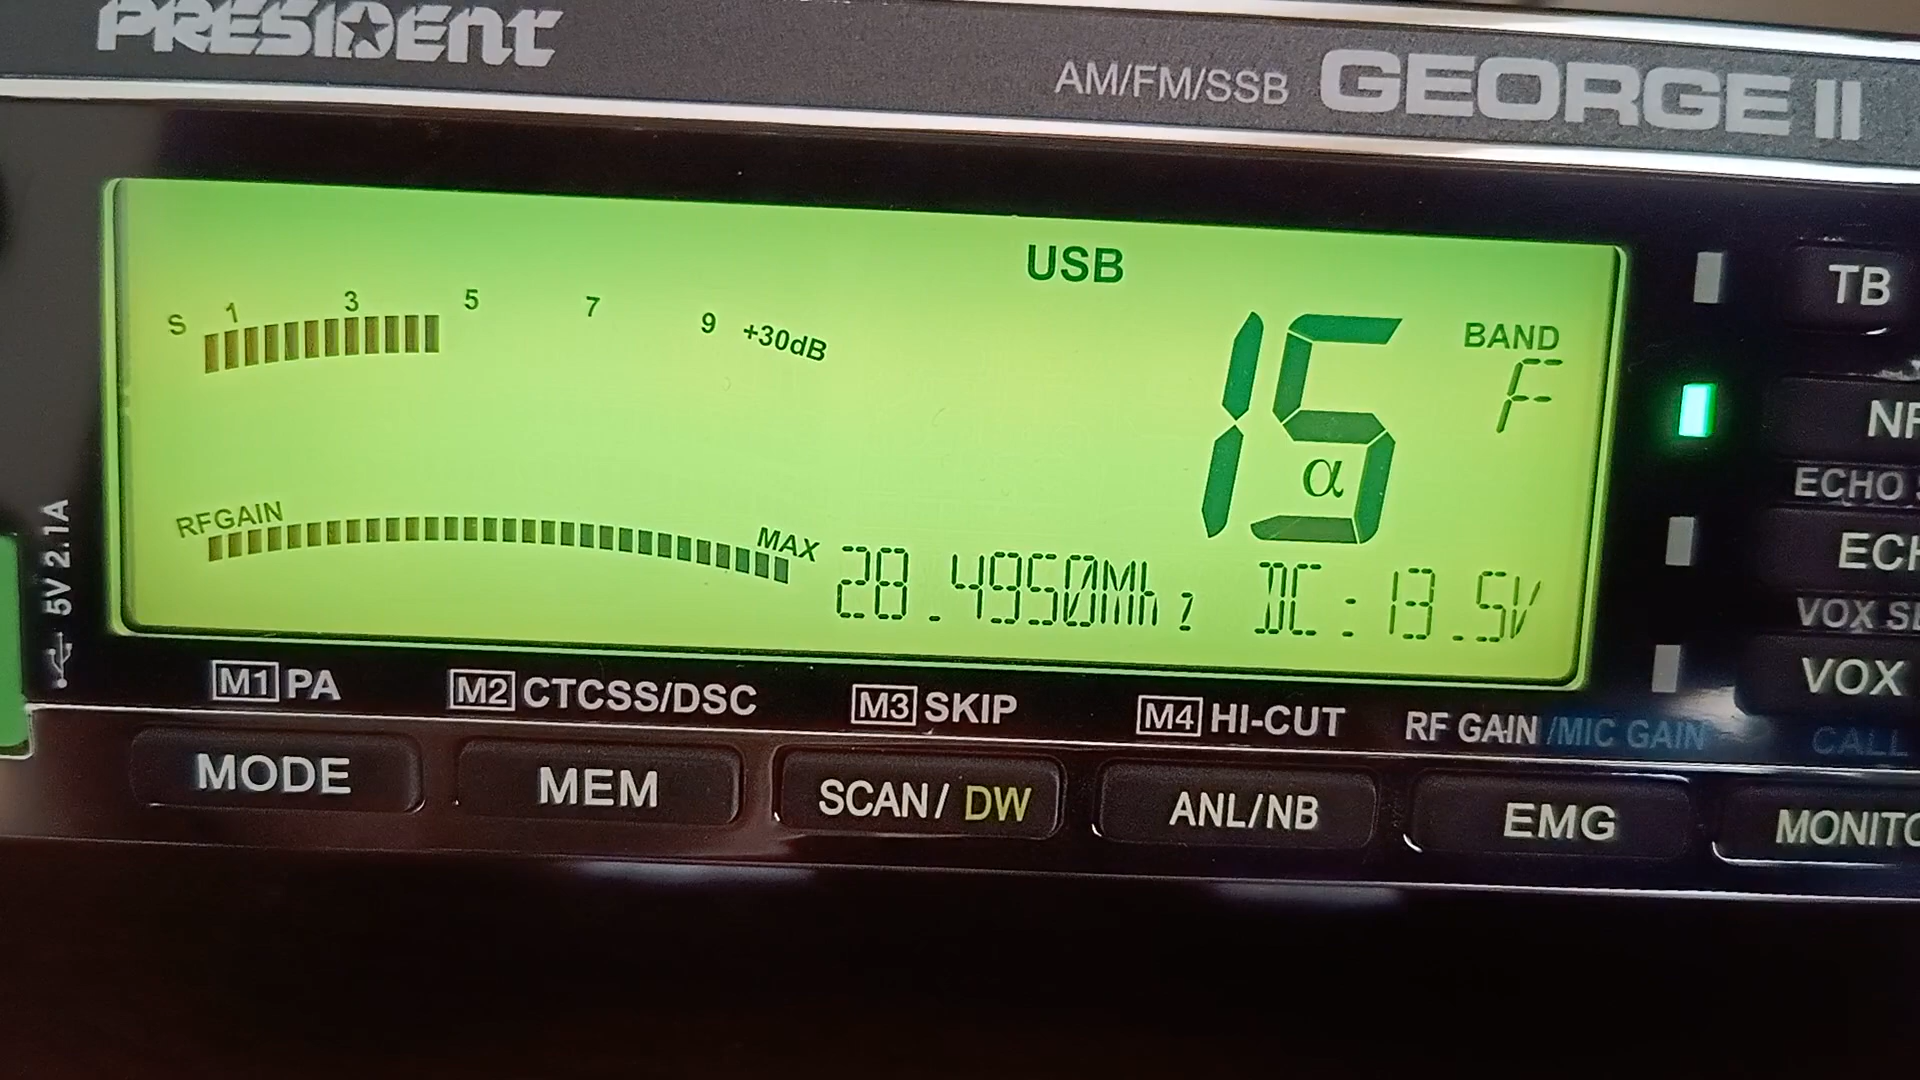 PRESIDENT
AM/FM/SSB GEORGE II
USB
S 1 3 5 7 9 +30dB
15 α
BAND
F
RFGAIN MAX
28.4950Mhz DC:13.5V
5V 2.1A
TB
NR
ECHO
VOX
CALL
M1 PA M2 CTCSS/DSC M3 SKIP M4 HI-CUT RF GAIN/MIC GAIN
MODE MEM SCAN/DW ANL/NB EMG